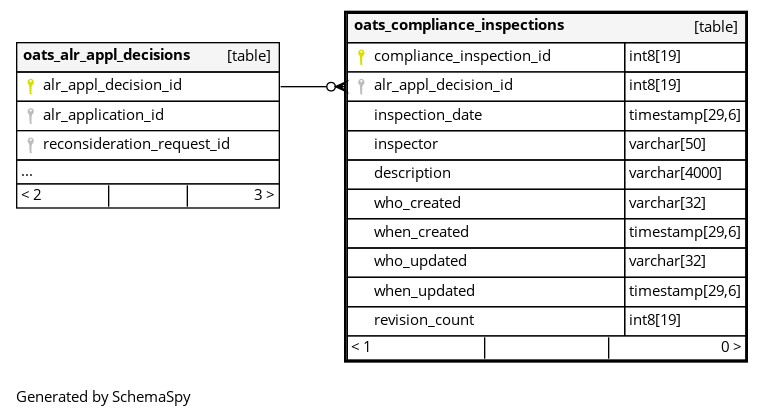 oats_alr_appl_decisions [table]
alr_appl_decision_id
alr_application_id
reconsideration_request_id
...
< 2 3 >
oats_compliance_inspections [table]
compliance_inspection_id int8[19]
alr_appl_decision_id int8[19]
inspection_date timestamp[29,6]
inspector varchar[50]
description varchar[4000]
who_created varchar[32]
when_created timestamp[29,6]
who_updated varchar[32]
when_updated timestamp[29,6]
revision_count int8[19]
< 1 0 >
Generated by SchemaSpy